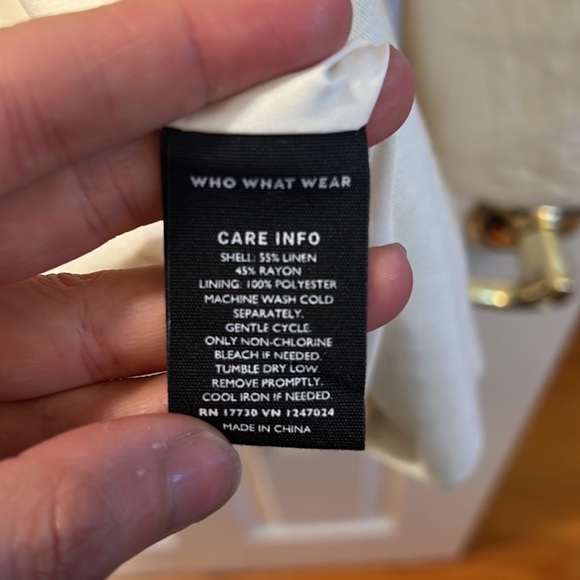 WHO WHAT WEAR
CARE INFO
SHELL: 55% LINEN
45% RAYON
LINING: 100% POLYESTER
MACHINE WASH COLD
SEPARATELY.
GENTLE CYCLE.
ONLY NON-CHLORINE
BLEACH IF NEEDED.
TUMBLE DRY LOW.
REMOVE PROMPTLY.
COOL IRON IF NEEDED.
RN 17730 VN 1247024
MADE IN CHINA